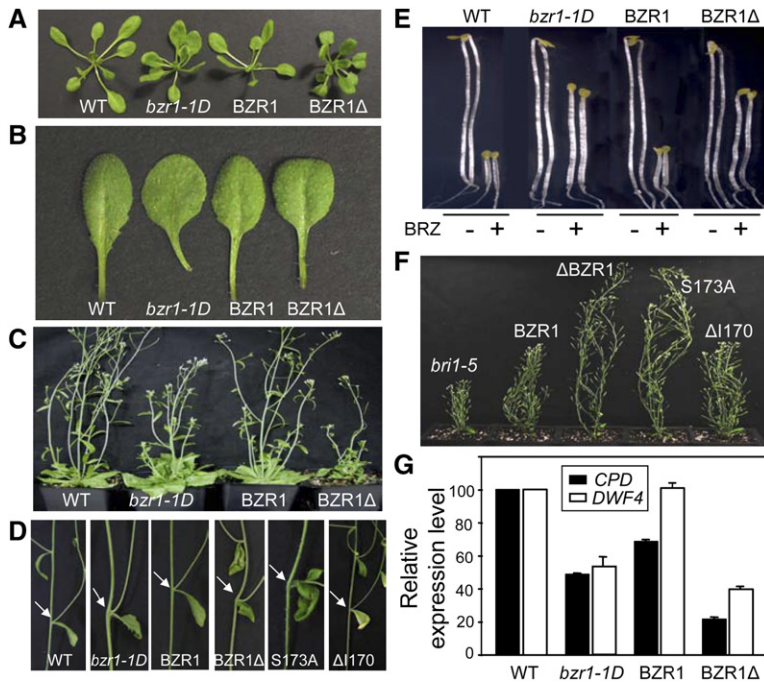 A
WT bzr1-1D BZR1 BZR1Δ
B
WT bzr1-1D BZR1 BZR1Δ
C
WT bzr1-1D BZR1 BZR1Δ
D
WT bzr1-1D BZR1 BZR1Δ S173A ΔI170
E
WT bzr1-1D BZR1 BZR1Δ
BRZ - + - + - + - +
F
bri1-5 BZR1 ΔBZR1 S173A ΔI170
G
CPD
DWF4
Relative
expression level
100
80
60
40
20
0
WT bzr1-1D BZR1 BZR1Δ